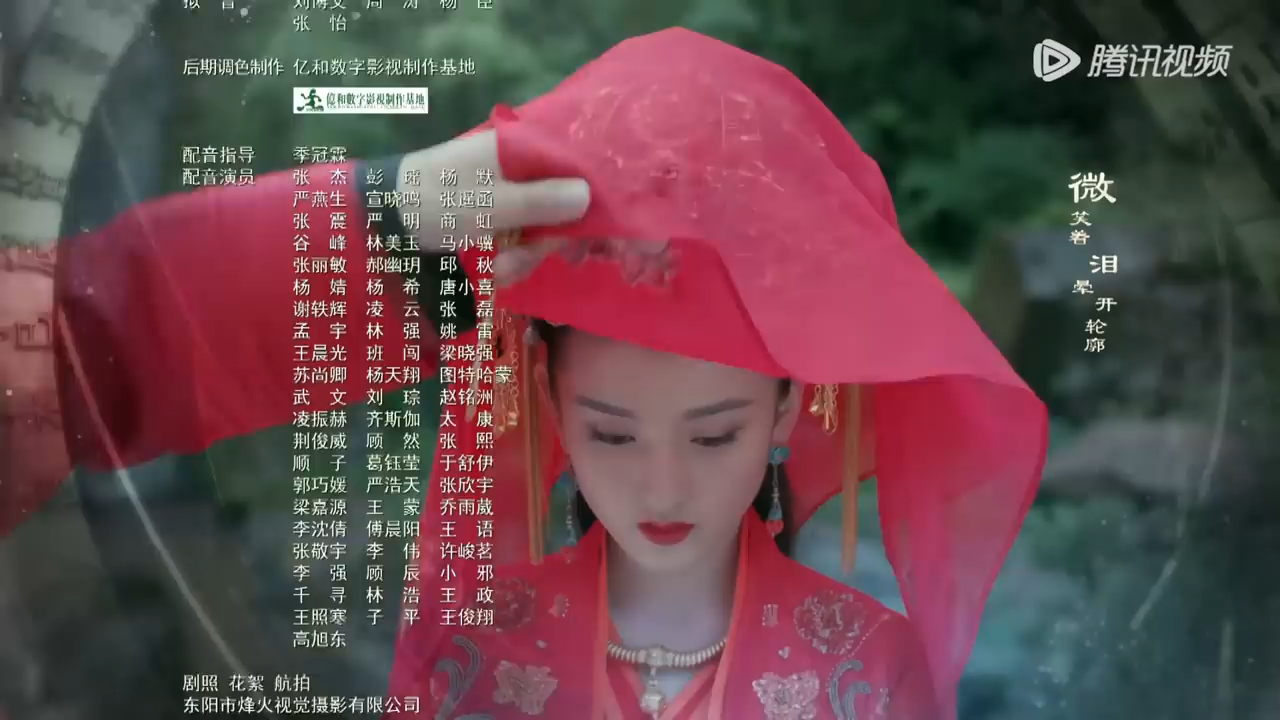 拟 音 刘博文 周 涛 杨 臣
张 怡
后期调色制作 亿和数字影视制作基地
億和數字影視制作基地
配音指导 季冠霖
配音演员 张 杰 彭 瑶 杨 默
严燕生 宣晓鸣 张遥函
张 震 严 明 商 虹
谷 峰 林美玉 马小骥
张丽敏 郝幽玥 邱 秋
杨 婧 杨 希 唐小喜
谢轶辉 凌 云 张 磊
孟 宇 林 强 姚 雷
王晨光 班 闯 梁晓强
苏尚卿 杨天翔 图特哈蒙
武 文 刘 琮 赵铭洲
凌振赫 齐斯伽 太 康
荆俊威 顾 然 张 熙
顺 子 葛钰莹 于舒伊
郭巧媛 严浩天 张欣宇
梁嘉源 王 蒙 乔雨葳
李沈倩 傅晨阳 王 语
张敬宇 李 伟 许峻茗
李 强 顾 辰 小 邪
千 寻 林 浩 王 政
王照寒 子 平 王俊翔
高旭东
剧照 花絮 航拍
东阳市烽火视觉摄影有限公司
腾讯视频
微笑着泪晕开轮廓